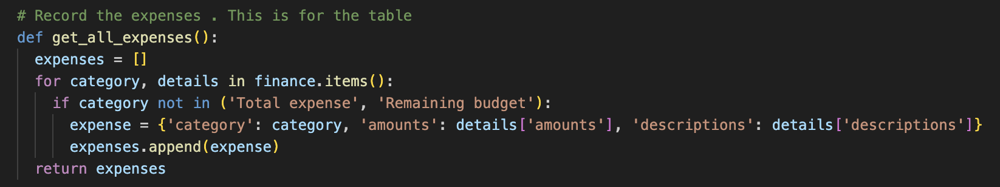 # Record the expenses . This is for the table
def get_all_expenses():
  expenses = []
  for category, details in finance.items():
    if category not in ('Total expense', 'Remaining budget'):
      expense = {'category': category, 'amounts': details['amounts'], 'descriptions': details['descriptions']}
      expenses.append(expense)
  return expenses